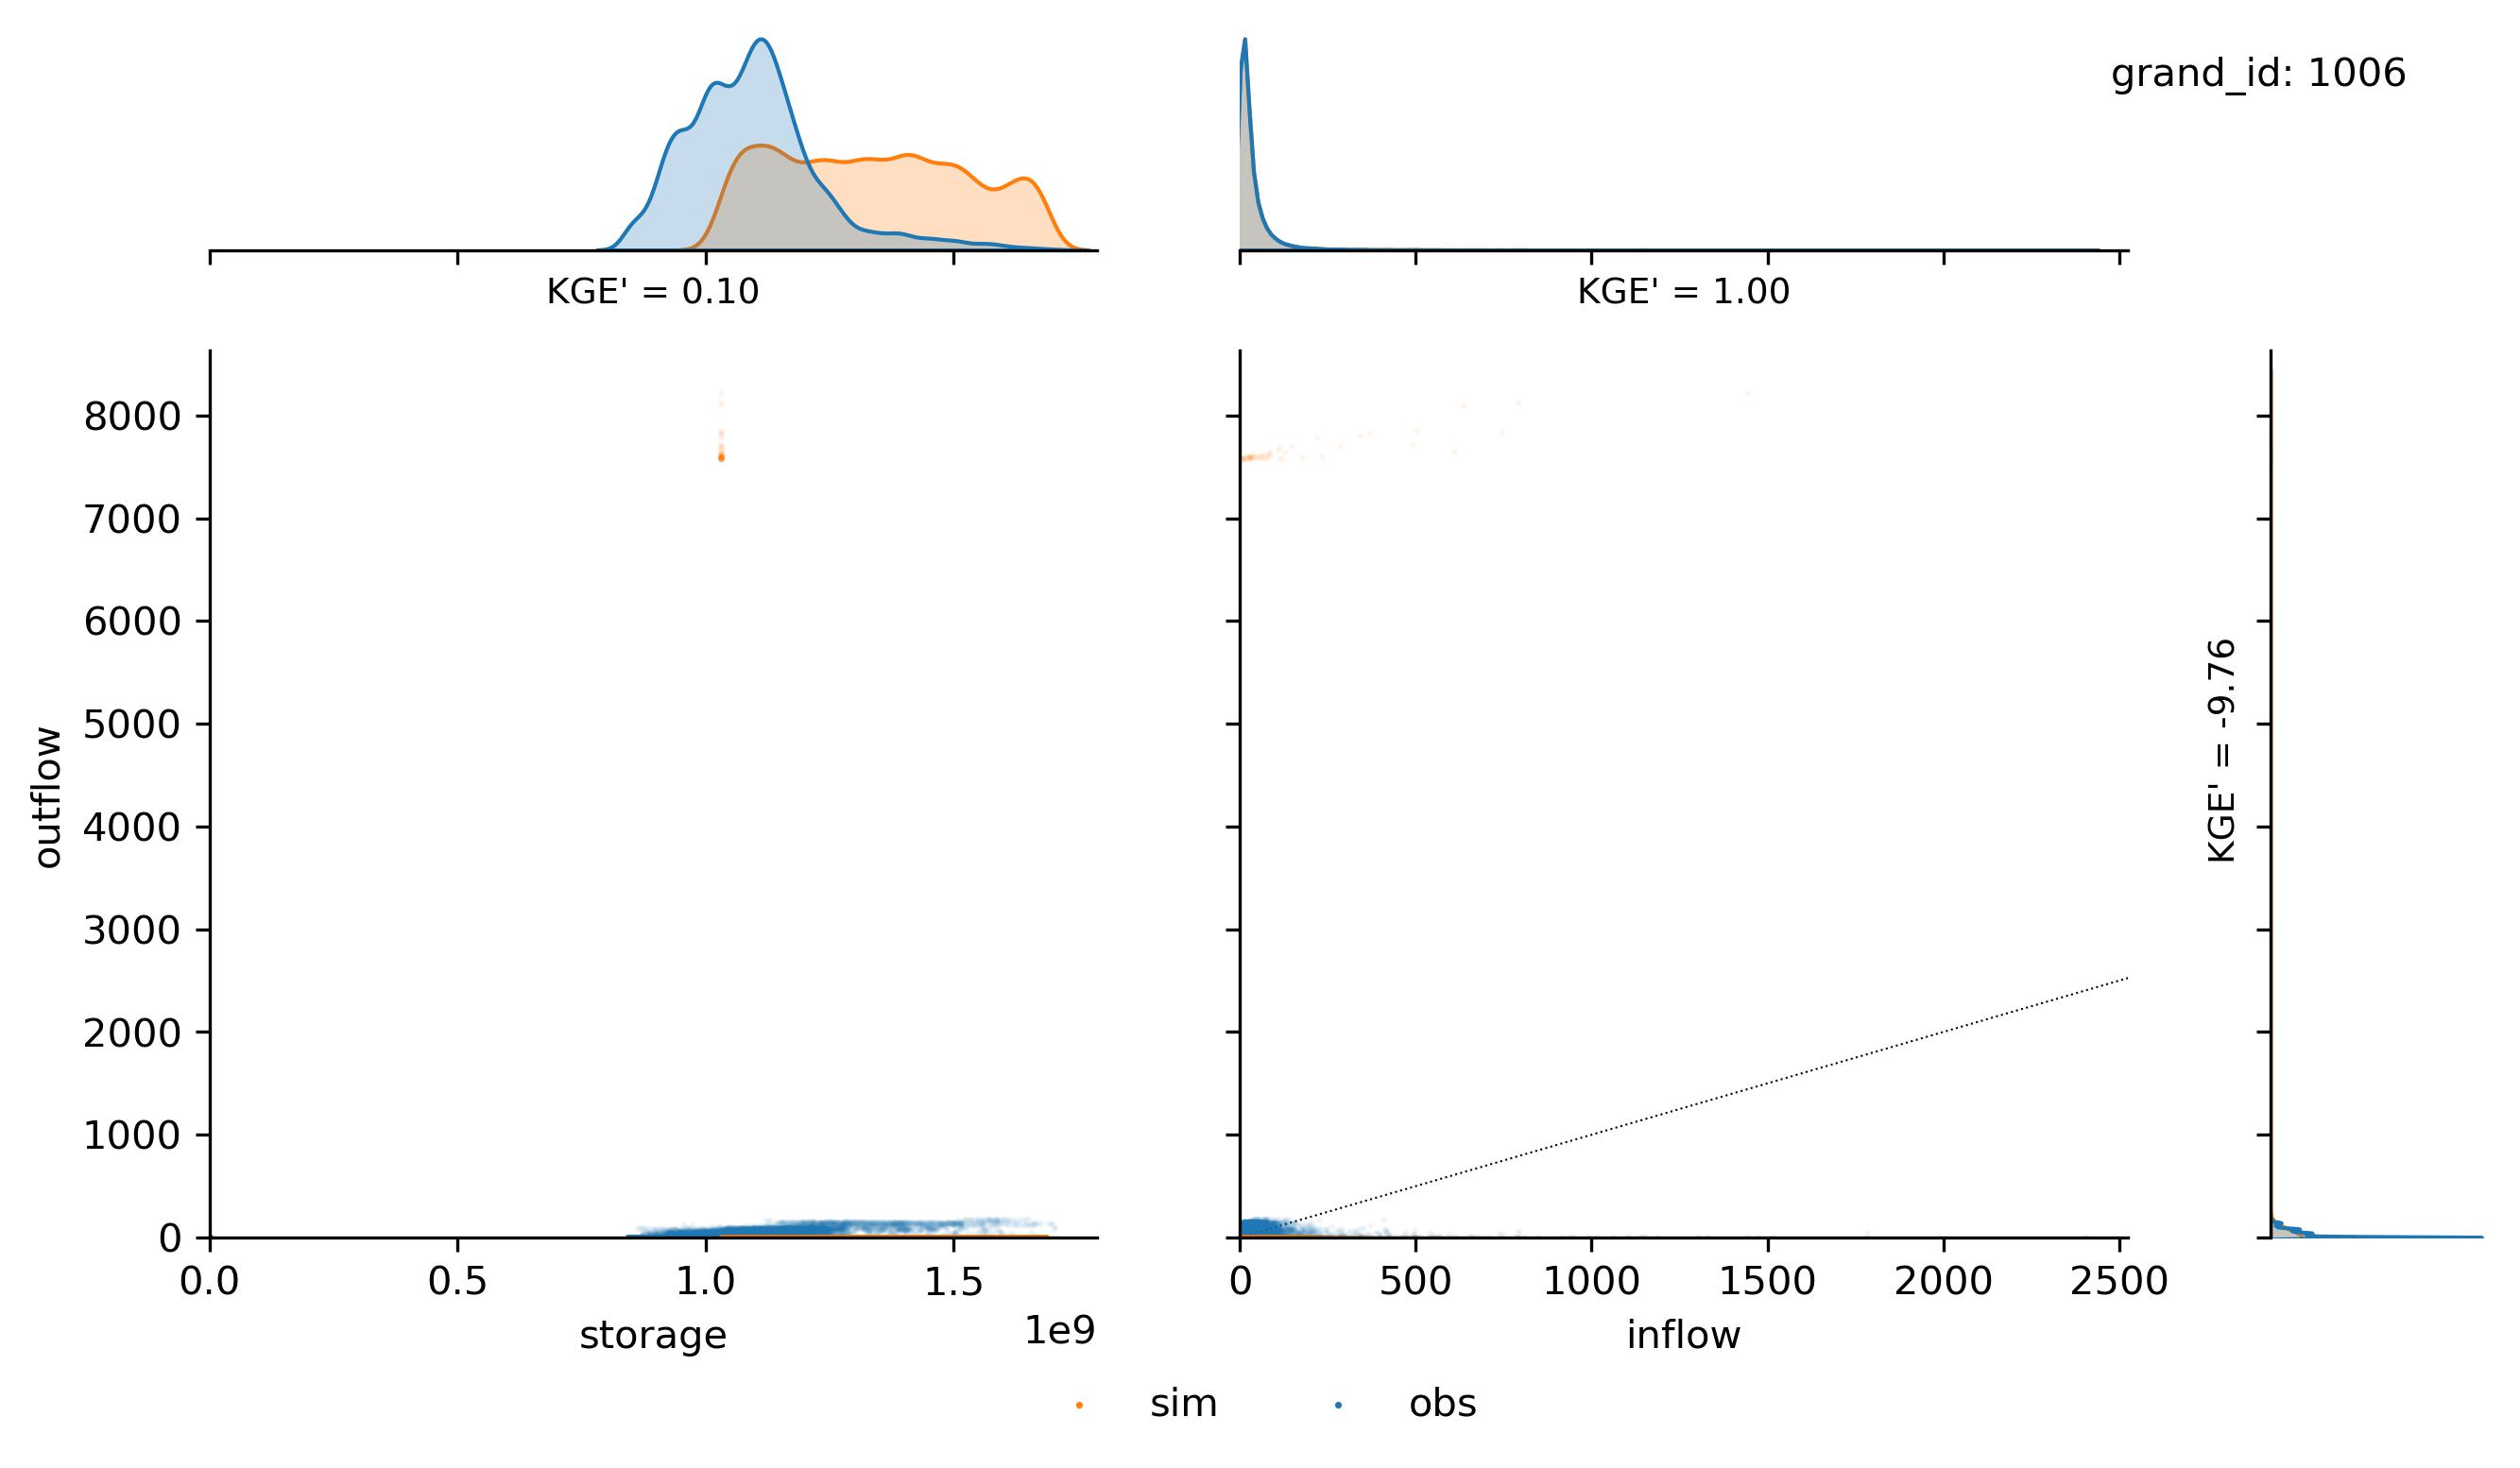 grand_id: 1006
KGE' = 0.10
KGE' = 1.00
8000
7000
6000
5000
4000
3000
2000
1000
0
outflow
KGE' = -9.76
0.0 0.5 1.0 1.5
0 500 1000 1500 2000 2500
1e9
storage
inflow
sim
obs